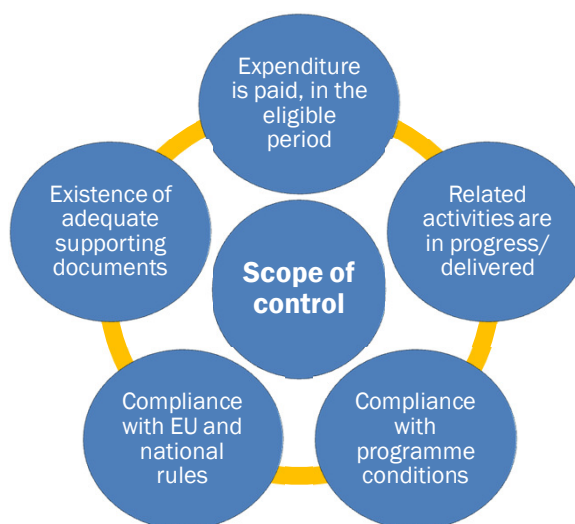 Expenditure
is paid, in the
eligible
period
Existence of
adequate
supporting
documents
Related
activities are
in progress/
delivered
Scope of
control
Compliance
with EU and
national
rules
Compliance
with
programme
conditions